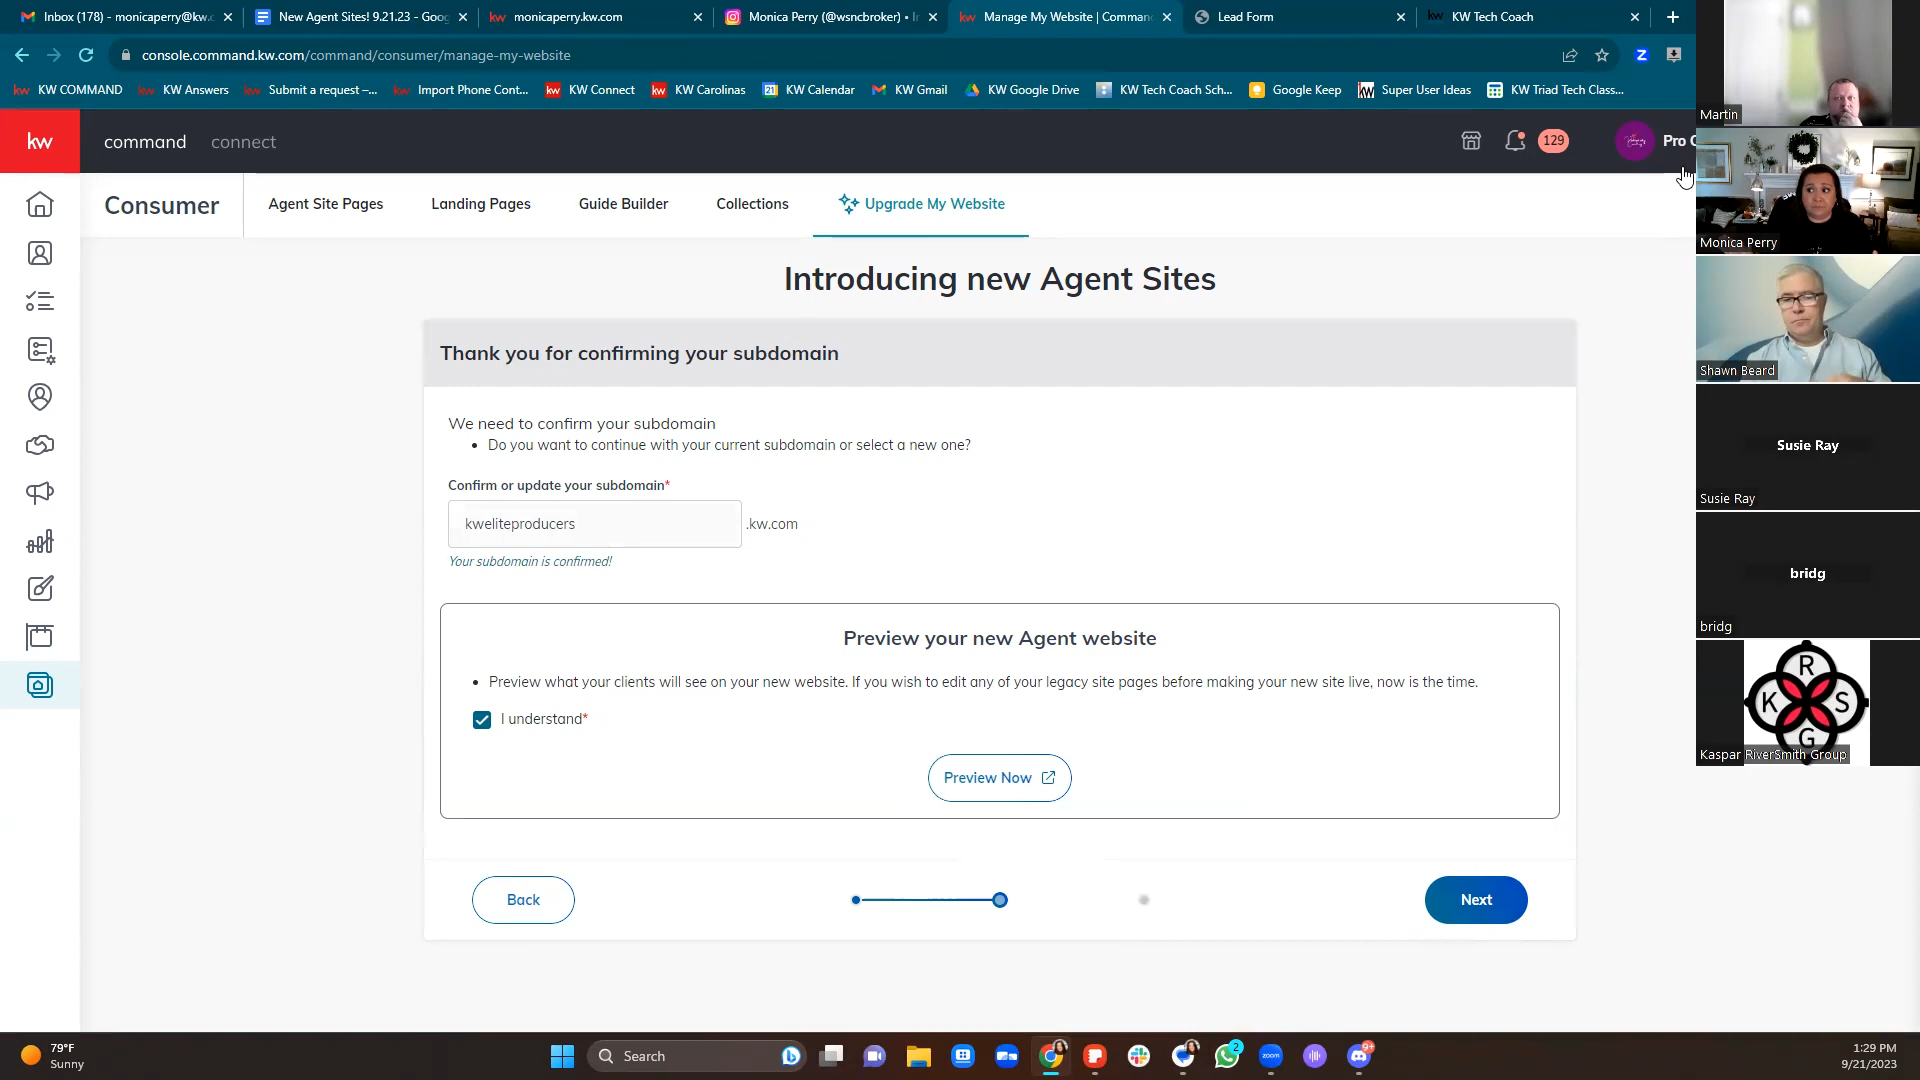 Inbox (178) - monicaperry@kw.c
New Agent Sites! 9.21.23 - Goog
monicaperry.kw.com
Monica Perry (@wsncbroker) • In
Manage My Website | Comman
Lead Form
KW Tech Coach
console.command.kw.com/command/consumer/manage-my-website
KW COMMAND
KW Answers
Submit a request –...
Import Phone Cont...
KW Connect
KW Carolinas
KW Calendar
KW Gmail
KW Google Drive
KW Tech Coach Sch...
Google Keep
Super User Ideas
KW Triad Tech Class...
kw
command
connect
129
Pro
Consumer
Agent Site Pages
Landing Pages
Guide Builder
Collections
Upgrade My Website
Introducing new Agent Sites
Thank you for confirming your subdomain
We need to confirm your subdomain
• Do you want to continue with your current subdomain or select a new one?
Confirm or update your subdomain*
kweliteproducers
.kw.com
Your subdomain is confirmed!
Preview your new Agent website
• Preview what your clients will see on your new website. If you wish to edit any of your legacy site pages before making your new site live, now is the time.
I understand*
Preview Now
Back
Next
Martin
Monica Perry
Shawn Beard
Susie Ray
Susie Ray
bridg
bridg
R
K S
G
Kaspar RiverSmith Group
79°F
Sunny
Search
2
zoom
9+
1:29 PM
9/21/2023